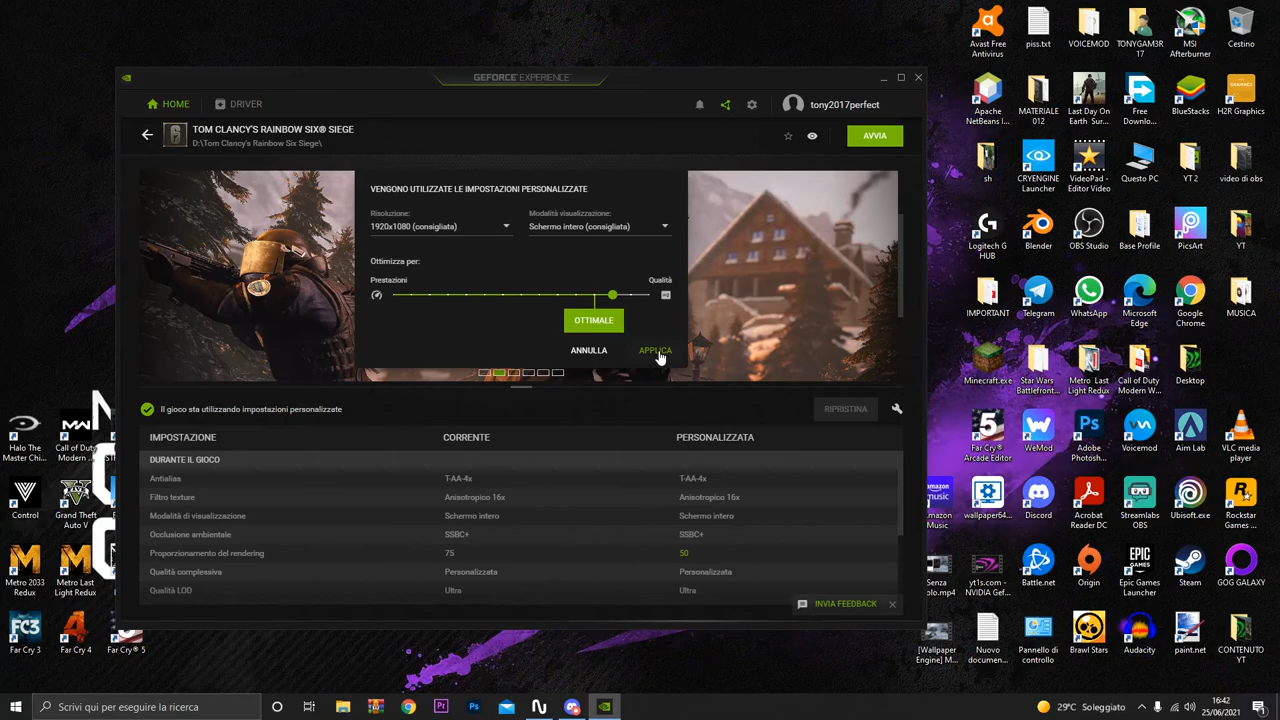 Avast Free Antivirus
piss.txt
VOICEMOD
TONYGAM3R 17
MSI Afterburner
Cestino
GEFORCE® EXPERIENCE™
HOME
DRIVER
tony2017perfect
Apache NetBeans I...
MATERIALE 012
Last Day On Earth_Sur...
Free Downlo...
BlueStacks
H2R Graphics
TOM CLANCY'S RAINBOW SIX® SIEGE
D:\Tom Clancy's Rainbow Six Siege\
AVVIA
VENGONO UTILIZZATE LE IMPOSTAZIONI PERSONALIZZATE
Risoluzione:
1920x1080 (consigliata)
Modalità visualizzazione:
Schermo intero (consigliata)
Ottimizza per:
Prestazioni
Qualità
OTTIMALE
ANNULLA
APPLICA
sh
CRYENGINE Launcher
VideoPad - Editor Video
Questo PC
YT 2
video di obs
Logitech G HUB
Blender
OBS Studio
Base Profile
PicsArt
YT
IMPORTANT
Telegram
WhatsApp
Microsoft Edge
Google Chrome
MUSICA
Minecraft.exe
Star Wars Battlefront...
Metro Last Light Redux
Call of Duty Modern W...
Desktop
Il gioco sta utilizzando impostazioni personalizzate
RIPRISTINA
IMPOSTAZIONE
CORRENTE
PERSONALIZZATA
DURANTE IL GIOCO
Antialias
T-AA-4x
T-AA-4x
Filtro texture
Anisotropico 16x
Anisotropico 16x
Modalità di visualizzazione
Schermo intero
Schermo intero
Occlusione ambientale
SSBC+
SSBC+
Proporzionamento del rendering
75
50
Qualità complessiva
Personalizzata
Personalizzata
Qualità LOD
Ultra
Ultra
INVIA FEEDBACK
Halo The Master Chi...
Call of Duty Modern
Control
Grand Theft Auto V
Metro 2033 Redux
Metro Last Light Redux
Far Cry 3
Far Cry 4
Far Cry® 5
Far Cry® Arcade Editor
WeMod
Adobe Photosh...
Voicemod
Aim Lab
VLC media player
Amazon Music
wallpaper64...
Discord
Acrobat Reader DC
Streamlabs OBS
Ubisoft.exe
Rockstar Games ...
Senza
yt1s.com - NVIDIA Gef...
Battle.net
Origin
Epic Games Launcher
Steam
GOG GALAXY
[Wallpaper Engine] M...
Nuovo documen...
Pannello di controllo
Brawl Stars
Audacity
paint.net
CONTENUTO YT
Scrivi qui per eseguire la ricerca
29°C Soleggiato
16:42
25/06/2021